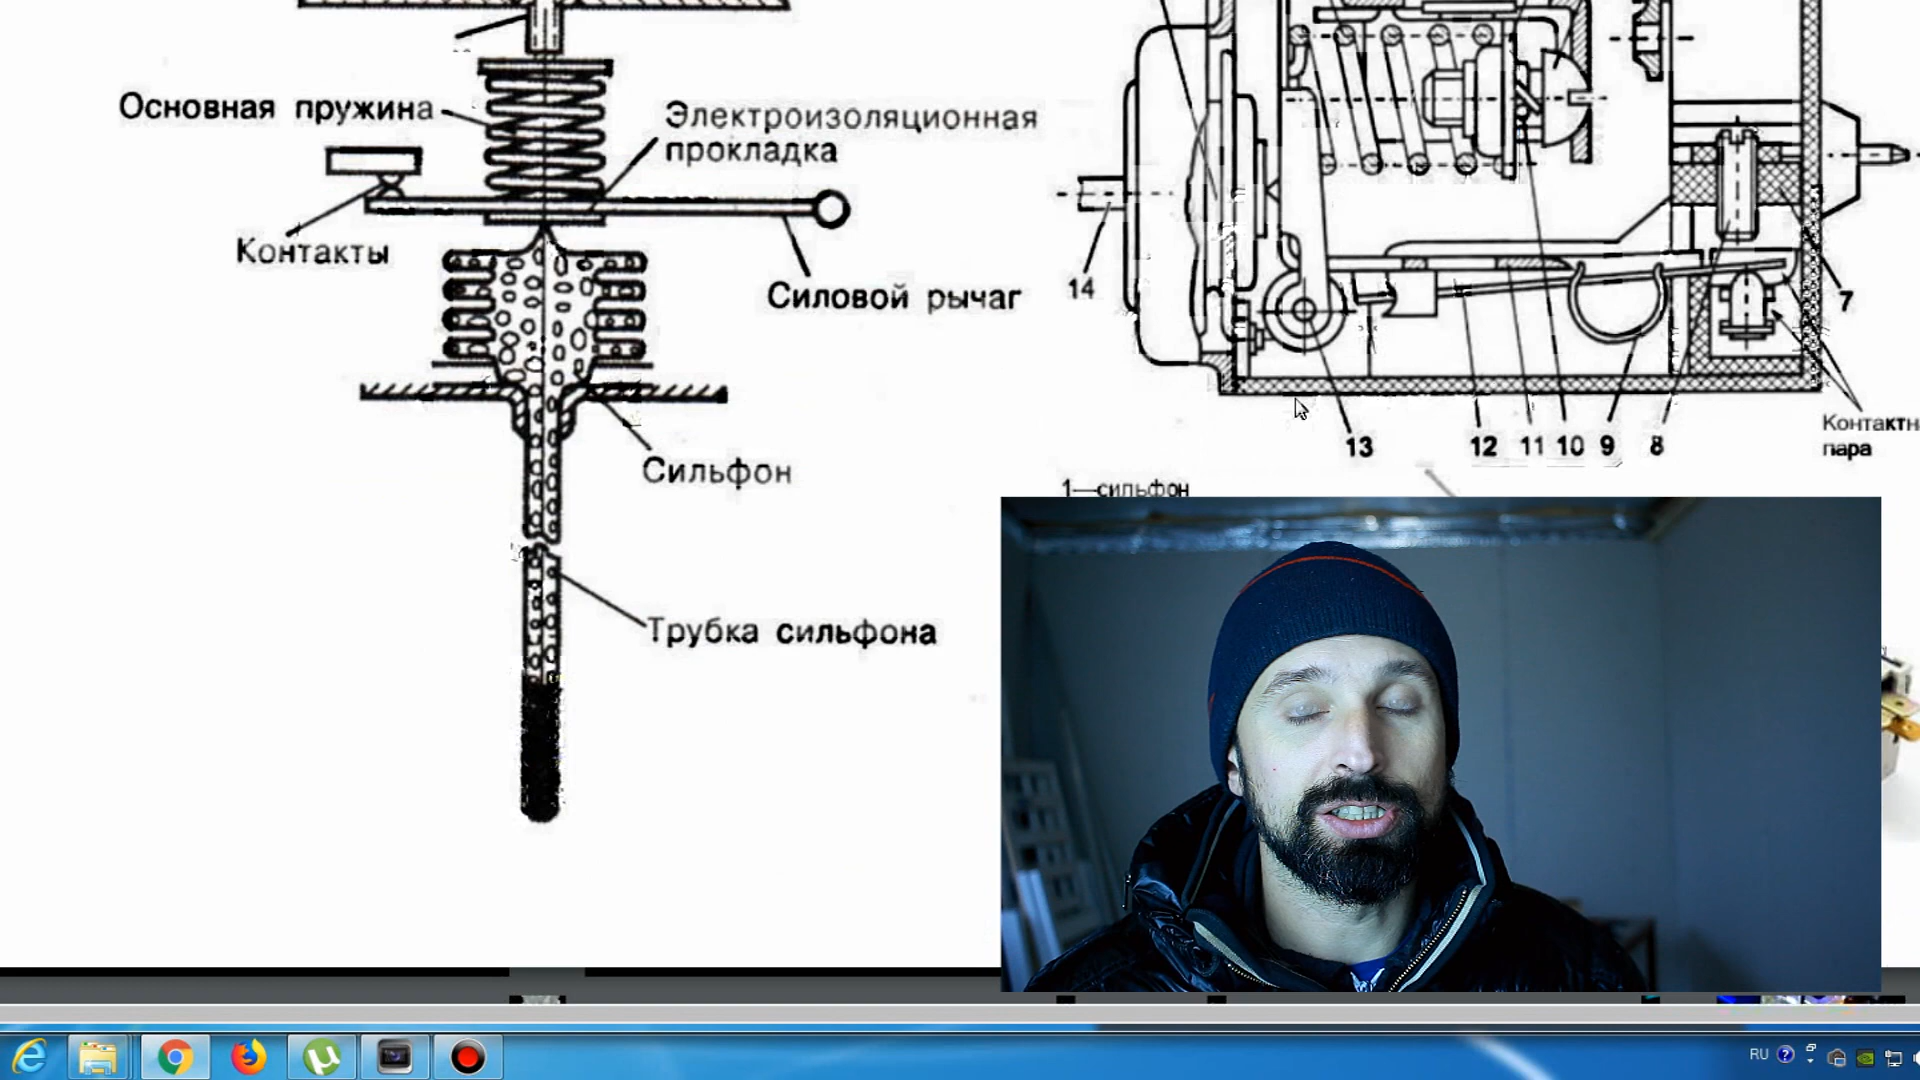 Основная пружина
Электроизоляционная
прокладка
Контакты
Силовой рычаг
Сильфон
Трубка сильфона
14
7
13
12
11
10
9
8
Контактн
пара
1—сильфон
RU